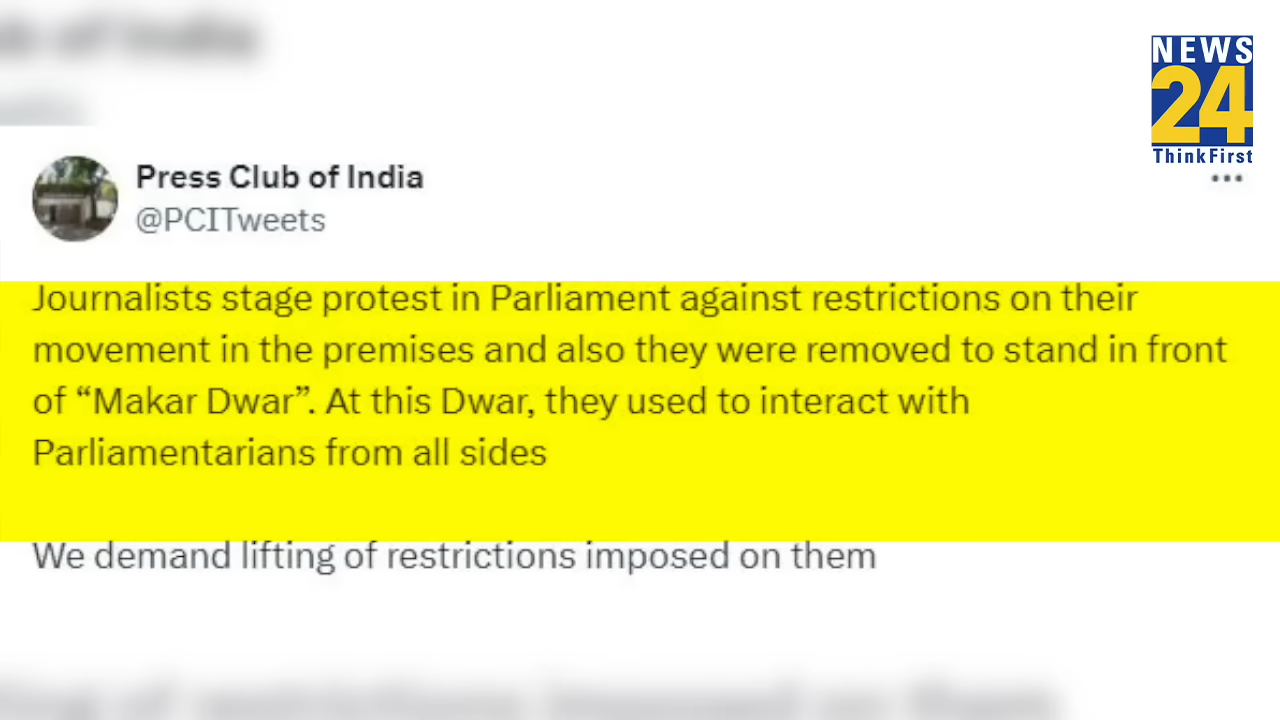 NEWS
24
ThinkFirst
Press Club of India
@PCITweets
Journalists stage protest in Parliament against restrictions on their
movement in the premises and also they were removed to stand in front
of “Makar Dwar”. At this Dwar, they used to interact with
Parliamentarians from all sides
We demand lifting of restrictions imposed on them